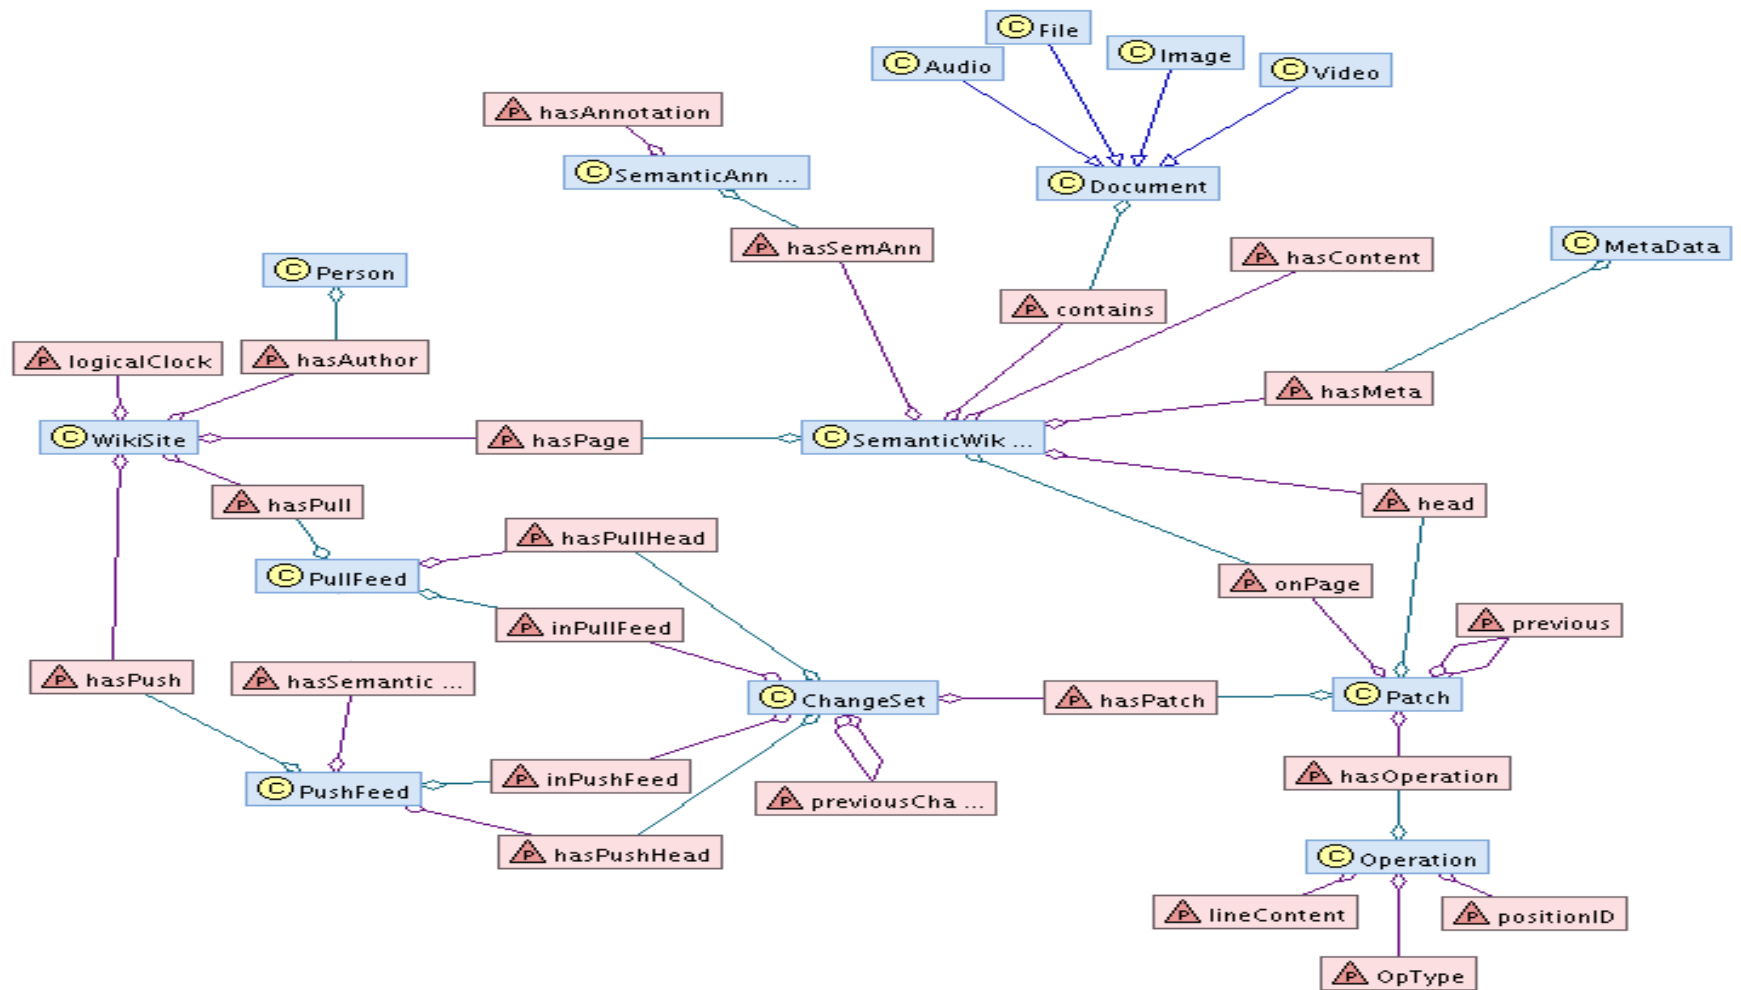 C File
C Audio
C Image
C Video
P hasAnnotation
C SemanticAnn ...
C Document
P hasSemAnn
P hasContent
C MetaData
C Person
P contains
P logicalClock
P hasAuthor
P hasMeta
C WikiSite
P hasPage
C SemanticWik ...
P hasPull
P head
P hasPullHead
C PullFeed
P onPage
P inPullFeed
P previous
P hasPush
P hasSemantic ...
C ChangeSet
P hasPatch
C Patch
P inPushFeed
P hasOperation
C PushFeed
P previousCha ...
P hasPushHead
C Operation
P lineContent
P positionID
P OpType